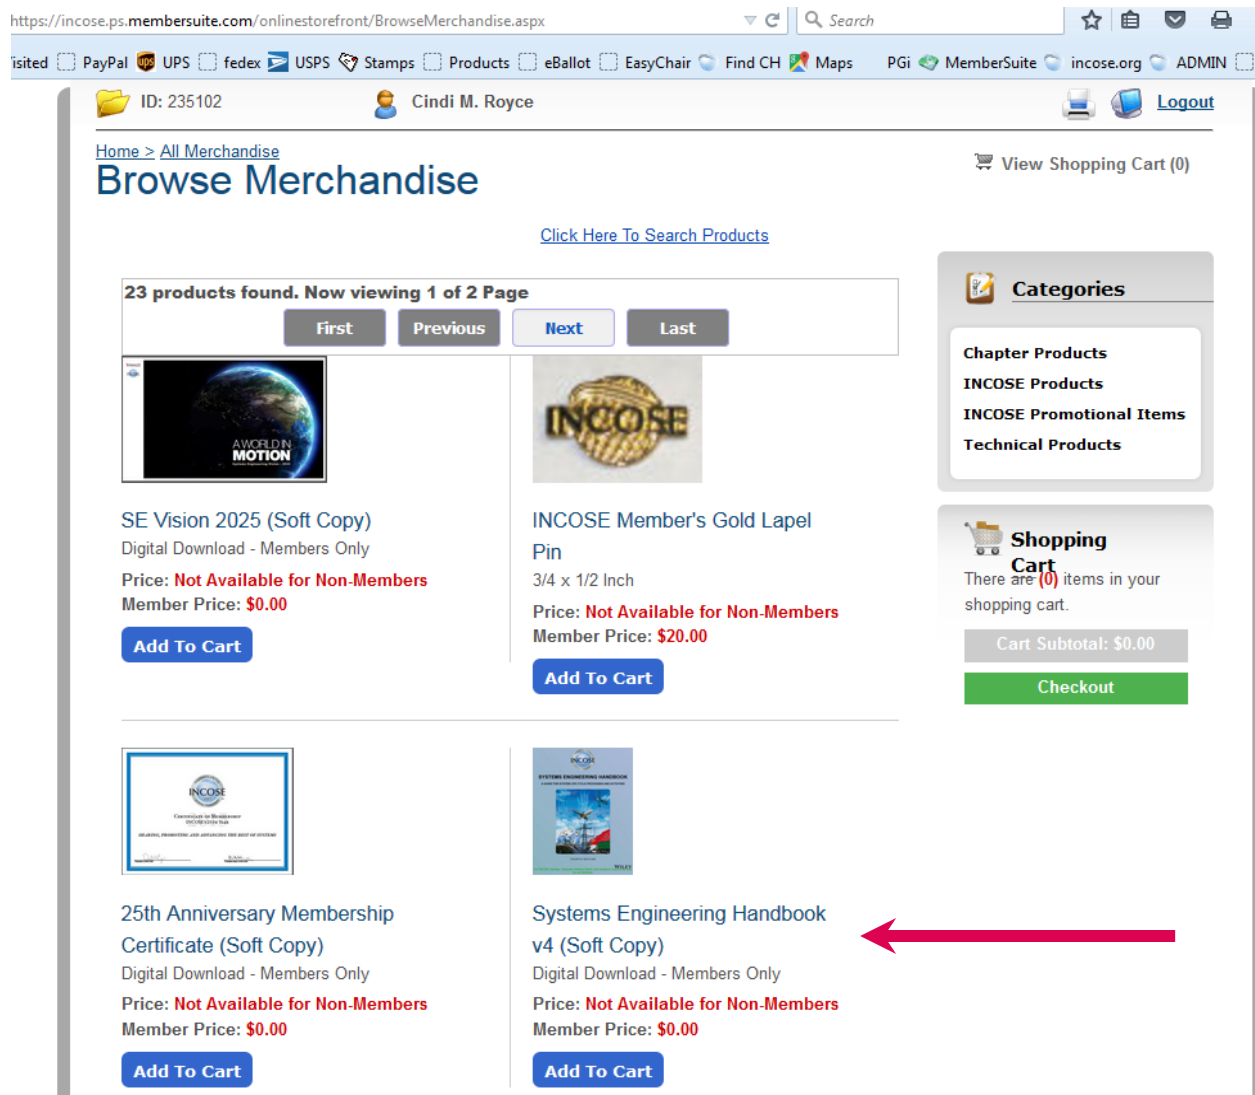 https://incose.ps.membersuite.com/onlinestorefront/BrowseMerchandise.aspx
Search
isited PayPal UPS fedex USPS Stamps Products eBallot EasyChair Find CH Maps PGi MemberSuite incose.org ADMIN
ID: 235102 Cindi M. Royce Logout
Home > All Merchandise
Browse Merchandise
View Shopping Cart (0)
Click Here To Search Products
23 products found. Now viewing 1 of 2 Page
First Previous Next Last
A WORLD IN
MOTION
INCOSE
SE Vision 2025 (Soft Copy)
Digital Download - Members Only
Price: Not Available for Non-Members
Member Price: $0.00
Add To Cart
INCOSE Member's Gold Lapel
Pin
3/4 x 1/2 Inch
Price: Not Available for Non-Members
Member Price: $20.00
Add To Cart
INCOSE
INCOSE
SYSTEMS ENGINEERING HANDBOOK
WILEY
25th Anniversary Membership
Certificate (Soft Copy)
Digital Download - Members Only
Price: Not Available for Non-Members
Member Price: $0.00
Add To Cart
Systems Engineering Handbook
v4 (Soft Copy)
Digital Download - Members Only
Price: Not Available for Non-Members
Member Price: $0.00
Add To Cart
Categories
Chapter Products
INCOSE Products
INCOSE Promotional Items
Technical Products
Shopping
Cart
There are (0) items in your
shopping cart.
Cart Subtotal: $0.00
Checkout